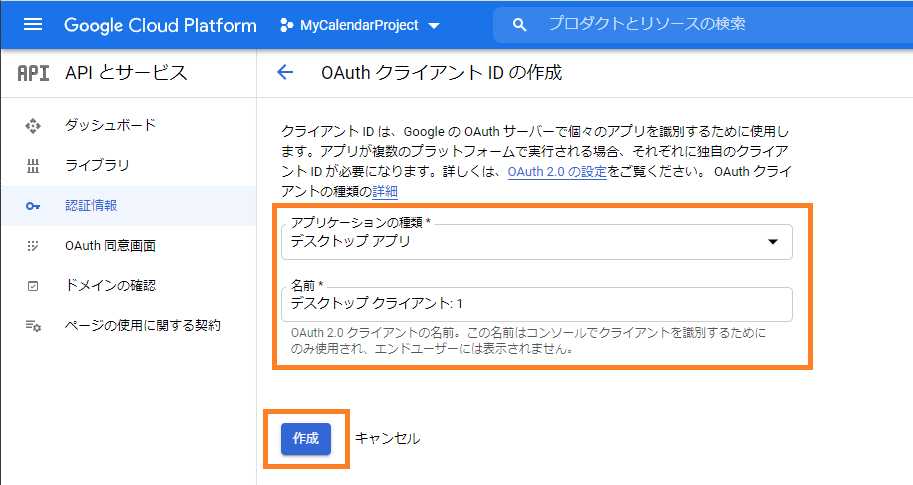 Google Cloud Platform
MyCalendarProject
プロダクトとリソースの検索
API
API とサービス
OAuth クライアント ID の作成
ダッシュボード
ライブラリ
認証情報
OAuth 同意画面
ドメインの確認
ページの使用に関する契約
クライアント ID は、Google の OAuth サーバーで個々のアプリを識別するために使用し
ます。アプリが複数のプラットフォームで実行される場合、それぞれに独自のクライア
ント ID が必要になります。詳しくは、OAuth 2.0 の設定をご覧ください。 OAuth クライ
アントの種類の詳細
アプリケーションの種類 *
デスクトップ アプリ
名前 *
デスクトップ クライアント: 1
OAuth 2.0 クライアントの名前。この名前はコンソールでクライアントを識別するために
のみ使用され、エンドユーザーには表示されません。
作成
キャンセル